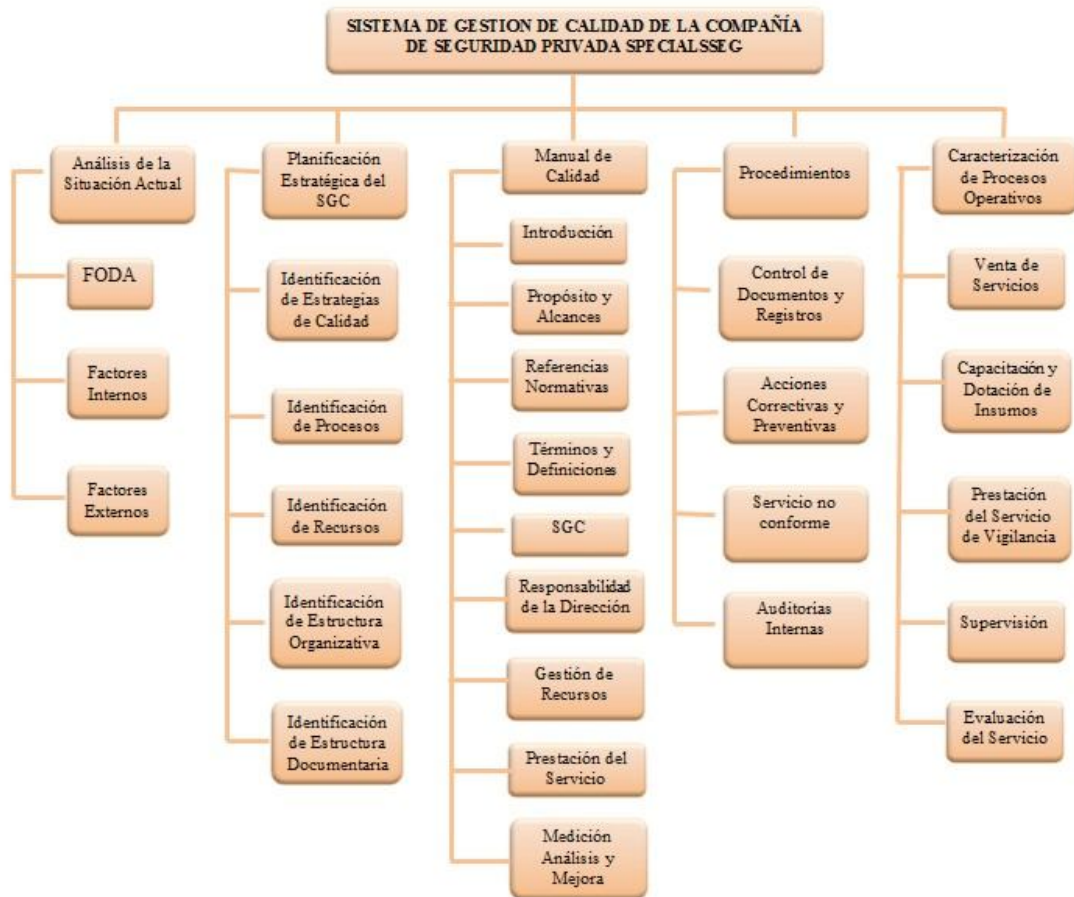 SISTEMA DE GESTION DE CALIDAD DE LA COMPAÑÍA
DE SEGURIDAD PRIVADA SPECIALSSEG
Análisis de la
Situación Actual
FODA
Factores
Internos
Factores
Externos
Planificación
Estratégica del
SGC
Identificación
de Estrategias
de Calidad
Identificación
de Procesos
Identificación
de Recursos
Identificación
de Estructura
Organizativa
Identificación
de Estructura
Documentaria
Manual de
Calidad
Introducción
Propósito y
Alcances
Referencias
Normativas
Términos y
Definiciones
SGC
Responsabilidad
de la Dirección
Gestión de
Recursos
Prestación del
Servicio
Medición
Análisis y
Mejora
Procedimientos
Control de
Documentos y
Registros
Acciones
Correctivas y
Preventivas
Servicio no
conforme
Auditorias
Internas
Caracterización
de Procesos
Operativos
Venta de
Servicios
Capacitación y
Dotación de
Insumos
Prestación
del Servicio
de Vigilancia
Supervisión
Evaluación
del Servicio